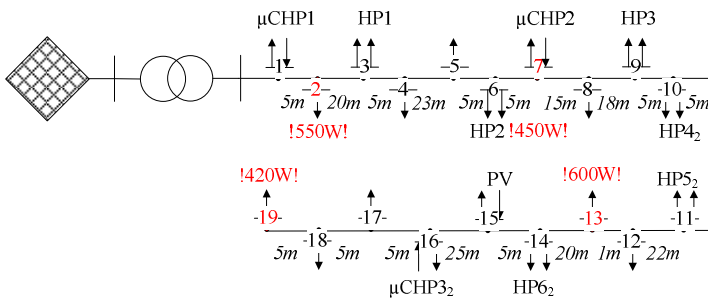 µCHP1 HP1 µCHP2 HP3
1 -2- -3- -4- -5- -6- 7 -8- -9- -10-
5m 20m 5m 23m 5m 5m 15m 18m 5m 5m
!550W! HP2 !450W! HP4₂
!420W! PV !600W! HP5₂
-19- -18- -17- -16- -15- -14- -13- -12- -11-
5m 5m 5m 25m 5m 20m 1m 22m
µCHP3₂ HP6₂